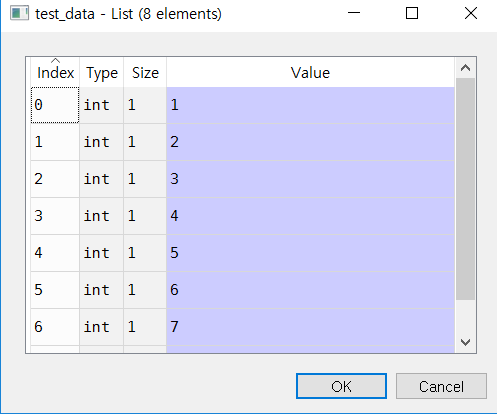 test_data - List (8 elements)
Index Type Size Value
0 int 1 1
1 int 1 2
2 int 1 3
3 int 1 4
4 int 1 5
5 int 1 6
6 int 1 7
OK Cancel